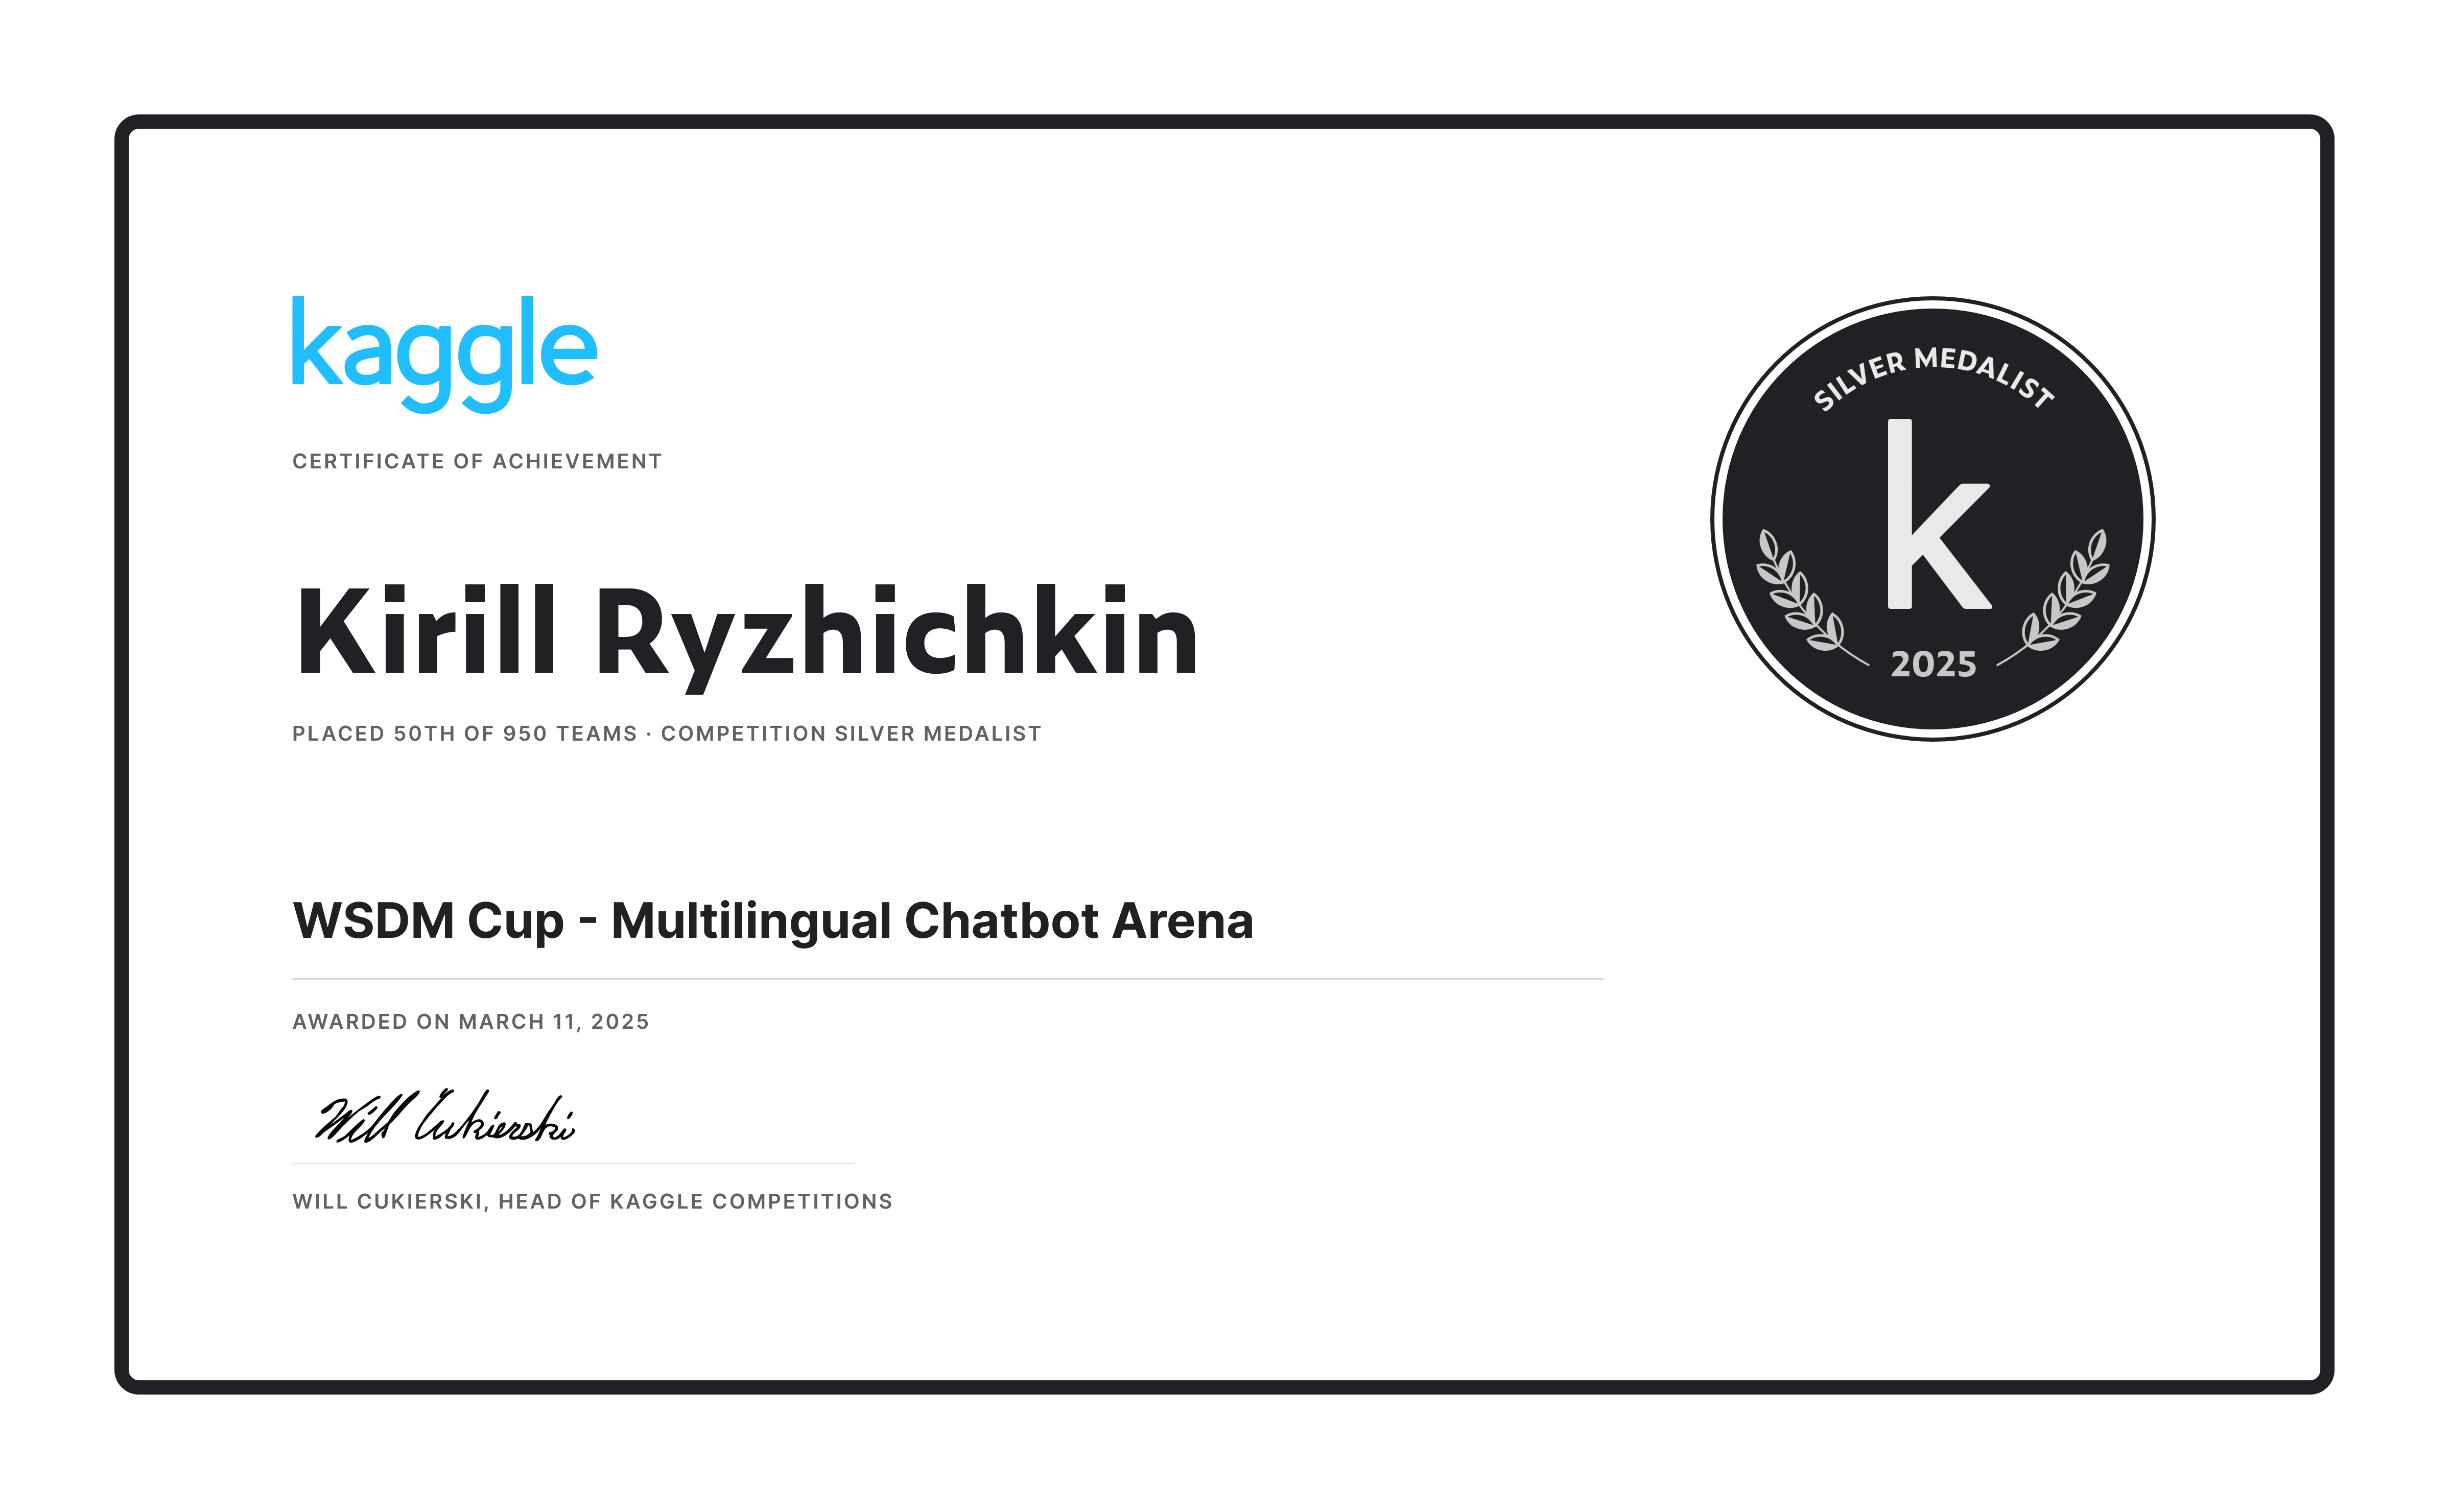 kaggle
CERTIFICATE OF ACHIEVEMENT
Kirill Ryzhichkin
PLACED 50TH OF 950 TEAMS · COMPETITION SILVER MEDALIST
WSDM Cup - Multilingual Chatbot Arena
AWARDED ON MARCH 11, 2025
Will Cukierski
WILL CUKIERSKI, HEAD OF KAGGLE COMPETITIONS
SILVER MEDALIST
k
2025